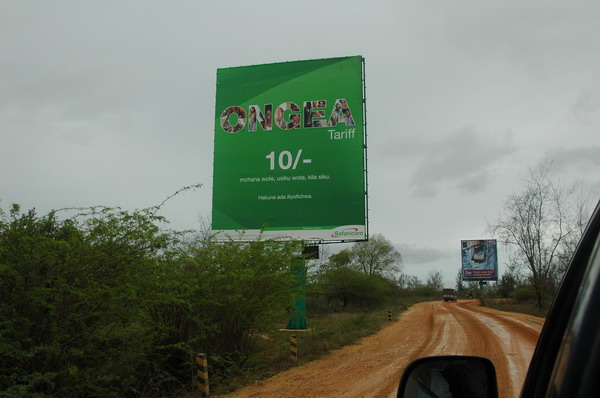 ONGEA
Tariff
10/-
mchana wote, usiku wote, kila siku.
Hakuna ada iliyofichwa.
Safaricom